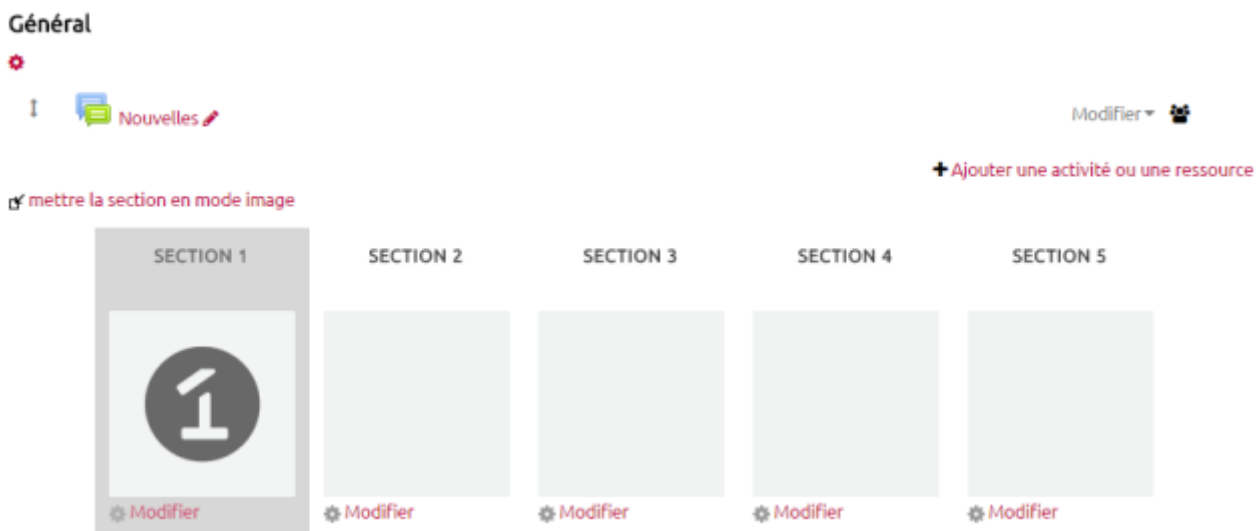 Général
Nouvelles
Modifier
Ajouter une activité ou une ressource
mettre la section en mode image
SECTION 1 SECTION 2 SECTION 3 SECTION 4 SECTION 5
1
Modifier Modifier Modifier Modifier Modifier